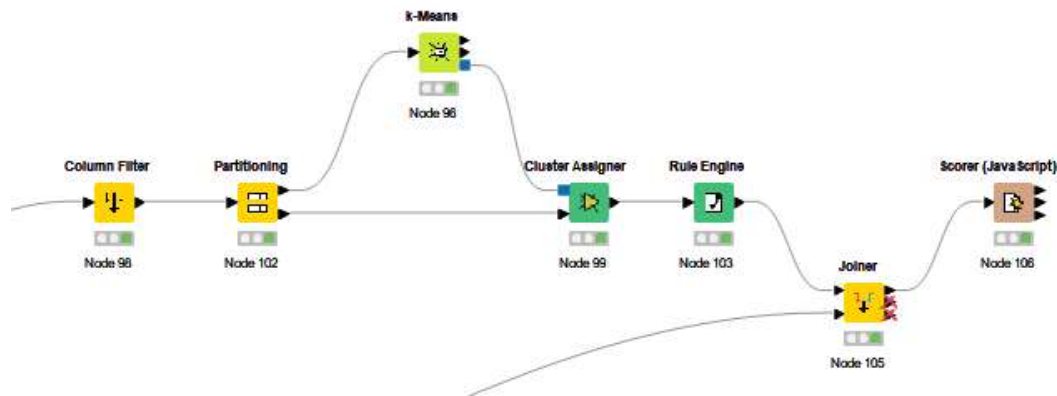 k-Means
Node 96
Column Filter
Partitioning
Cluster Assigner
Rule Engine
Scorer (JavaScript)
Node 98
Node 102
Node 99
Node 103
Node 106
Joiner
Node 105